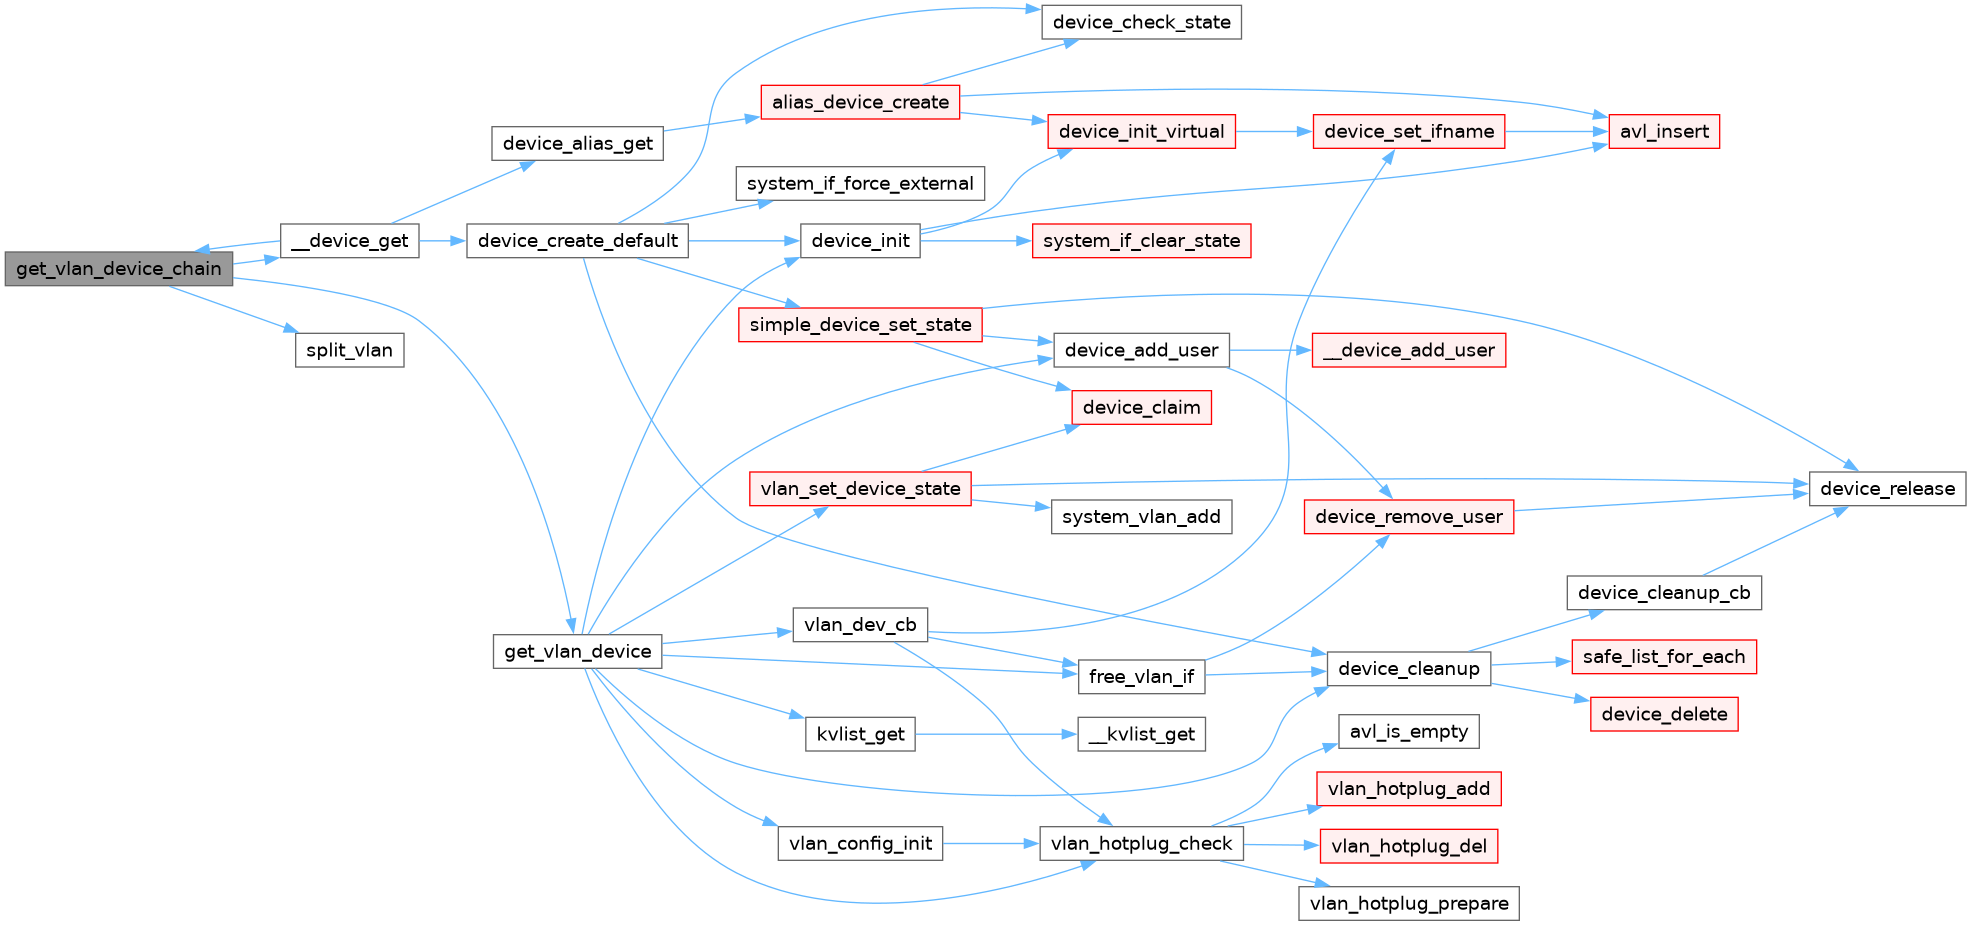 device_check_state
alias_device_create
device_init_virtual
device_set_ifname
avl_insert
device_alias_get
system_if_force_external
__device_get
device_create_default
device_init
system_if_clear_state
get_vlan_device_chain
simple_device_set_state
split_vlan
device_add_user
__device_add_user
device_claim
vlan_set_device_state
device_release
system_vlan_add
device_remove_user
device_cleanup_cb
vlan_dev_cb
get_vlan_device
free_vlan_if
device_cleanup
safe_list_for_each
device_delete
kvlist_get
__kvlist_get
avl_is_empty
vlan_hotplug_add
vlan_config_init
vlan_hotplug_check
vlan_hotplug_del
vlan_hotplug_prepare